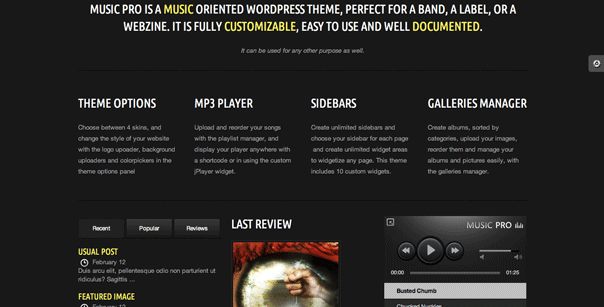 MUSIC PRO IS A MUSIC ORIENTED WORDPRESS THEME, PERFECT FOR A BAND, A LABEL, OR A
WEBZINE. IT IS FULLY CUSTOMIZABLE, EASY TO USE AND WELL DOCUMENTED.
It can be used for any other purpose as well.
THEME OPTIONS
Choose between 4 skins, and
change the style of your website
with the logo upoader, background
uploaders and colorpickers in the
theme options panel
MP3 PLAYER
Upload and reorder your songs
with the playlist manager, and
display your player anywhere with
a shortcode or in using the custom
jPlayer widget.
SIDEBARS
Create unlimited sidebars and
choose your sidebar for each page
and create unlimited widget areas
to widgetize any page. This theme
includes 10 custom widgets.
GALLERIES MANAGER
Create albums, sorted by
categories, upload your images,
reorder them and manage your
albums and pictures easily, with
the galleries manager.
Recent
Popular
Reviews
USUAL POST
February 12
Duis arcu elit, pellentesque odio non parturient ut
ridiculus? Sagittis ...
FEATURED IMAGE
February 12
LAST REVIEW
MUSIC PRO
00:00
01:25
Busted Chumb
Chucked Knuckles